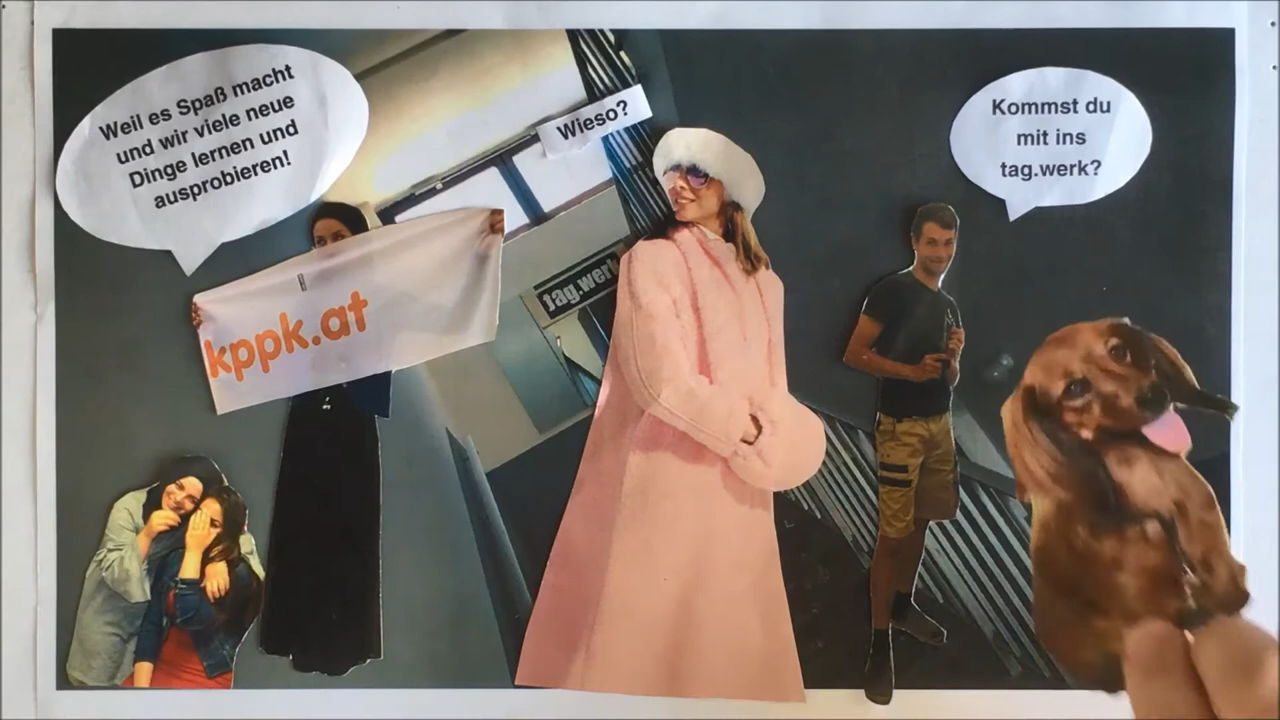 Weil es Spaß macht
und wir viele neue
Dinge lernen und
ausprobieren!
Wieso?
Kommst du
mit ins
tag.werk?
kppk.at
tag.werk